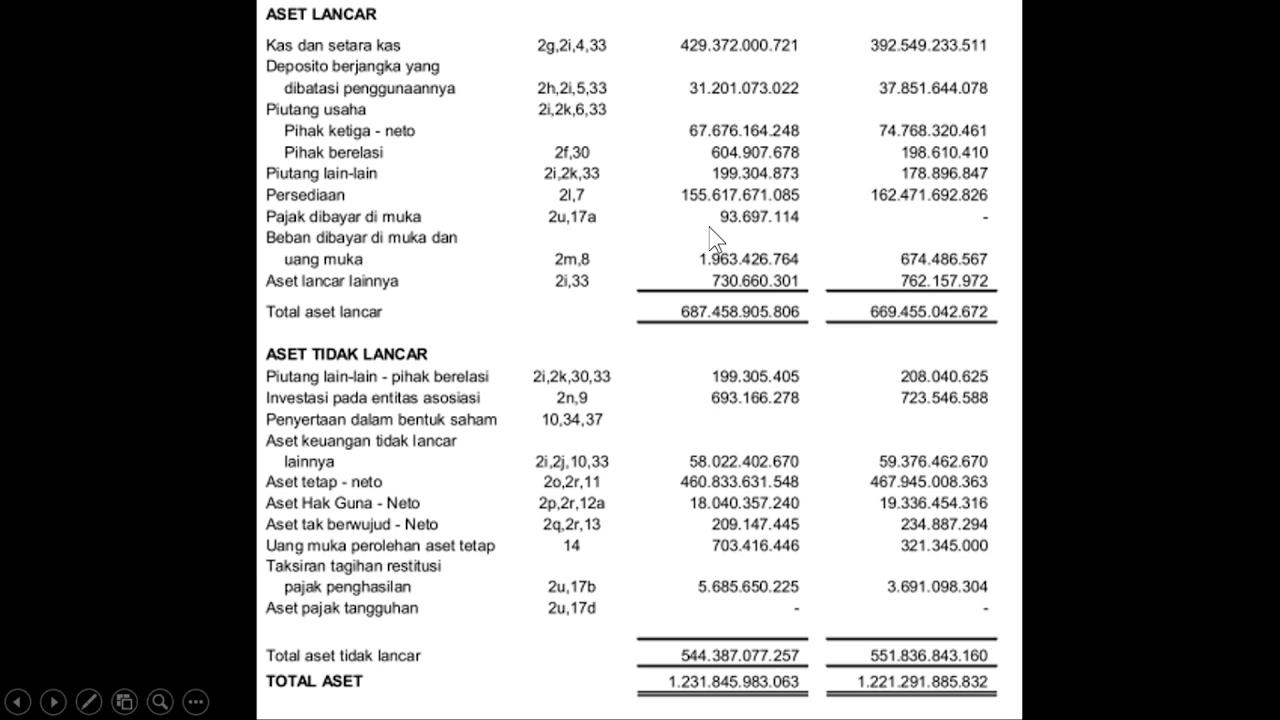 ASET LANCAR
Kas dan setara kas 2g,2i,4,33 429.372.000.721 392.549.233.511
Deposito berjangka yang
dibatasi penggunaannya 2h,2i,5,33 31.201.073.022 37.851.644.078
Piutang usaha 2i,2k,6,33
Pihak ketiga - neto 67.676.164.248 74.768.320.461
Pihak berelasi 2f,30 604.907.678 198.610.410
Piutang lain-lain 2i,2k,33 199.304.873 178.896.847
Persediaan 2l,7 155.617.671.085 162.471.692.826
Pajak dibayar di muka 2u,17a 93.697.114 -
Beban dibayar di muka dan
uang muka 2m,8 1.963.426.764 674.486.567
Aset lancar lainnya 2i,33 730.660.301 762.157.972
Total aset lancar 687.458.905.806 669.455.042.672
ASET TIDAK LANCAR
Piutang lain-lain - pihak berelasi 2i,2k,30,33 199.305.405 208.040.625
Investasi pada entitas asosiasi 2n,9 693.166.278 723.546.588
Penyertaan dalam bentuk saham 10,34,37
Aset keuangan tidak lancar
lainnya 2i,2j,10,33 58.022.402.670 59.376.462.670
Aset tetap - neto 2o,2r,11 460.833.631.548 467.945.008.363
Aset Hak Guna - Neto 2p,2r,12a 18.040.357.240 19.336.454.316
Aset tak berwujud - Neto 2q,2r,13 209.147.445 234.887.294
Uang muka perolehan aset tetap 14 703.416.446 321.345.000
Taksiran tagihan restitusi
pajak penghasilan 2u,17b 5.685.650.225 3.691.098.304
Aset pajak tangguhan 2u,17d - -
Total aset tidak lancar 544.387.077.257 551.836.843.160
TOTAL ASET 1.231.845.983.063 1.221.291.885.832